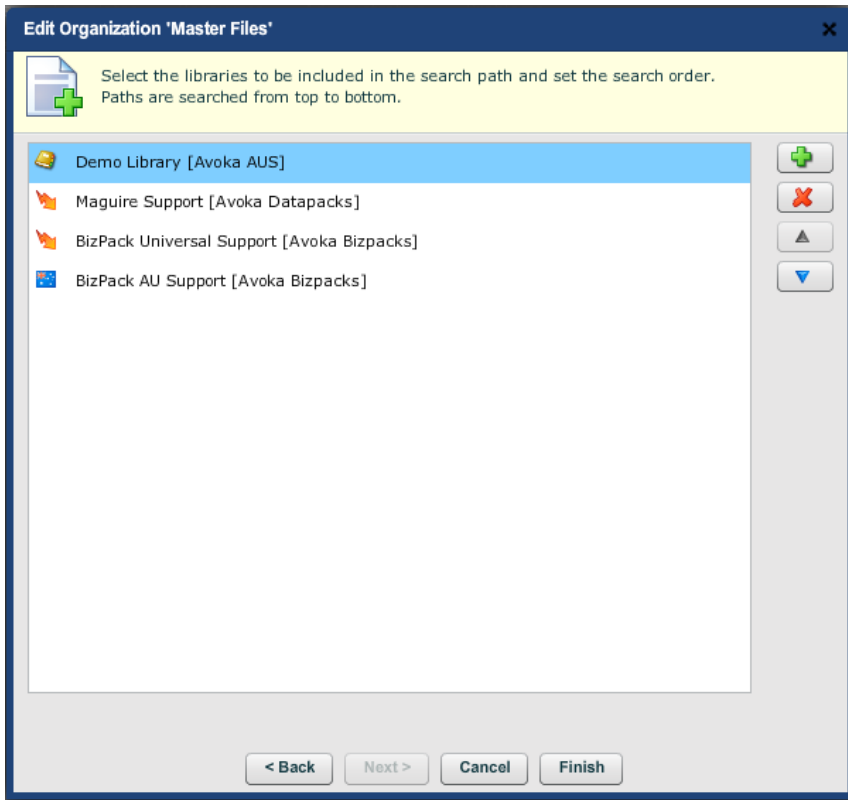 Edit Organization 'Master Files'
Select the libraries to be included in the search path and set the search order.
Paths are searched from top to bottom.
Demo Library [Avoka AUS]
Maguire Support [Avoka Datapacks]
BizPack Universal Support [Avoka Bizpacks]
BizPack AU Support [Avoka Bizpacks]
< Back Next > Cancel Finish